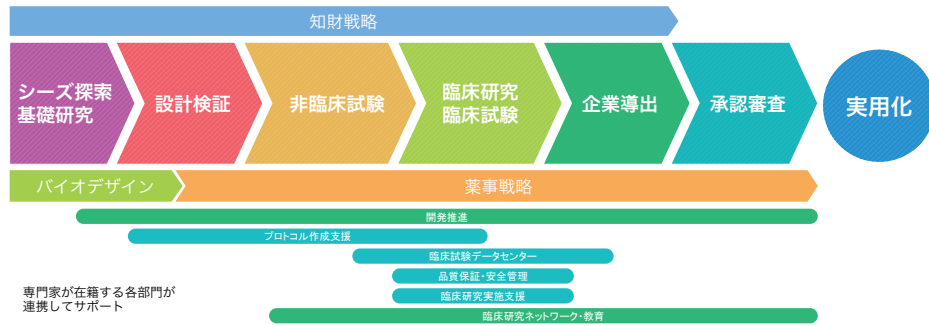 知財戦略
シーズ探索
基礎研究
設計検証
非臨床試験
臨床研究
臨床試験
企業導出
承認審査
実用化
バイオデザイン
薬事戦略
開発推進
プロトコル作成支援
臨床試験データセンター
品質保証・安全管理
臨床研究実施支援
臨床研究ネットワーク・教育
専門家が在籍する各部門が
連携してサポート